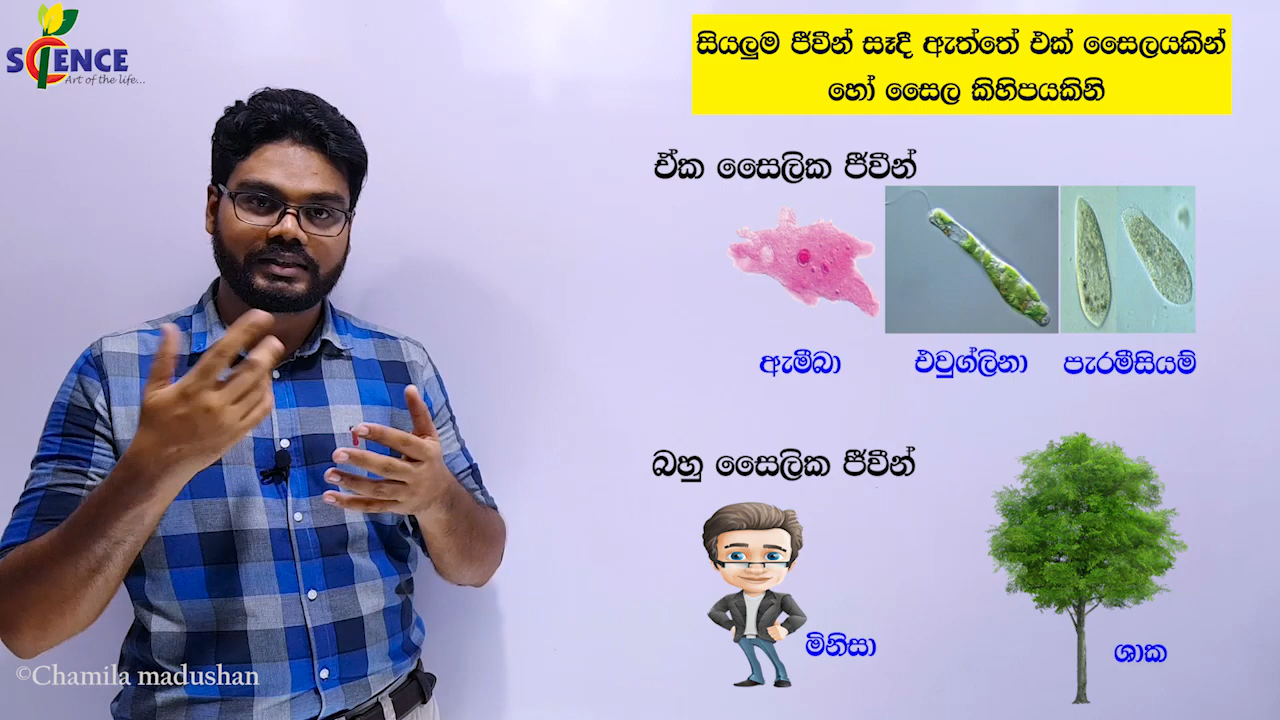 SCIENCE
Art of the life...
සියලුම ජීවීන් සෑදී ඇත්තේ එක් සෛලයකින්
හෝ සෛල කිහිපයකිනි
ඒක සෛලික ජීවීන්
ඇමීබා
එවුග්ලිනා
පැරමීසියම්
බහු සෛලික ජීවීන්
මිනිසා
ශාක
©Chamila madushan